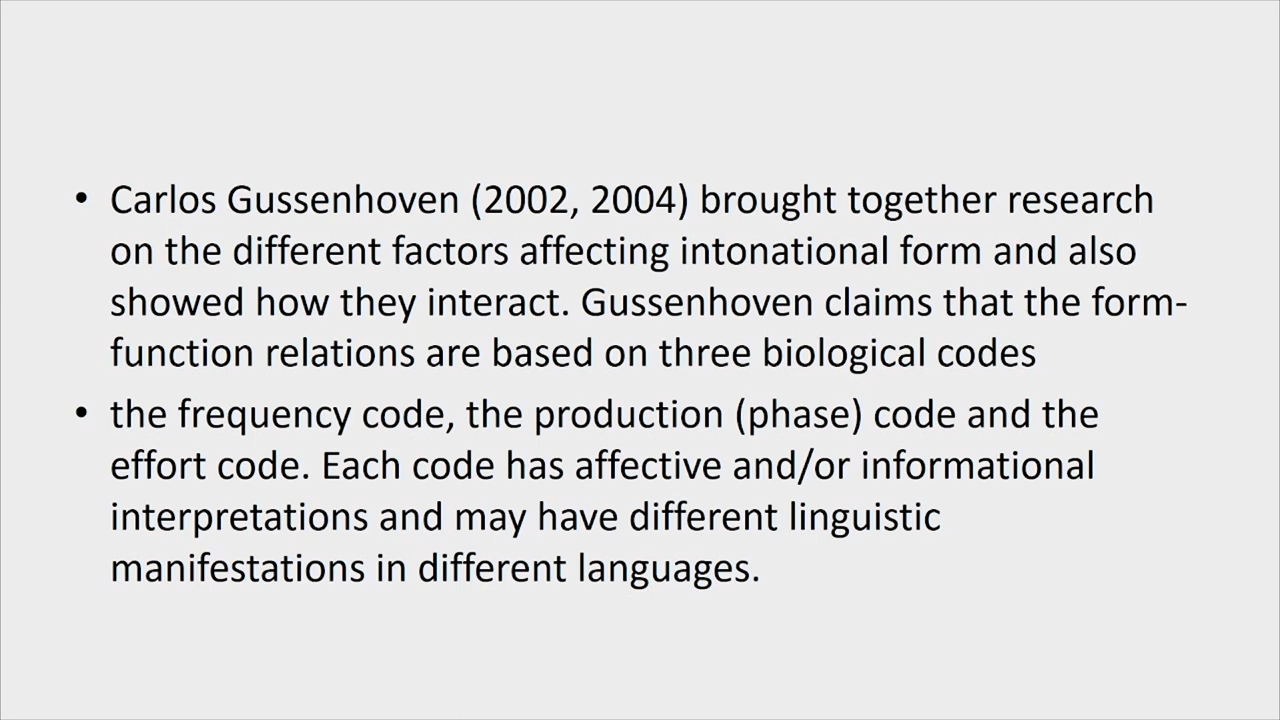 • Carlos Gussenhoven (2002, 2004) brought together research
on the different factors affecting intonational form and also
showed how they interact. Gussenhoven claims that the form-
function relations are based on three biological codes
• the frequency code, the production (phase) code and the
effort code. Each code has affective and/or informational
interpretations and may have different linguistic
manifestations in different languages.